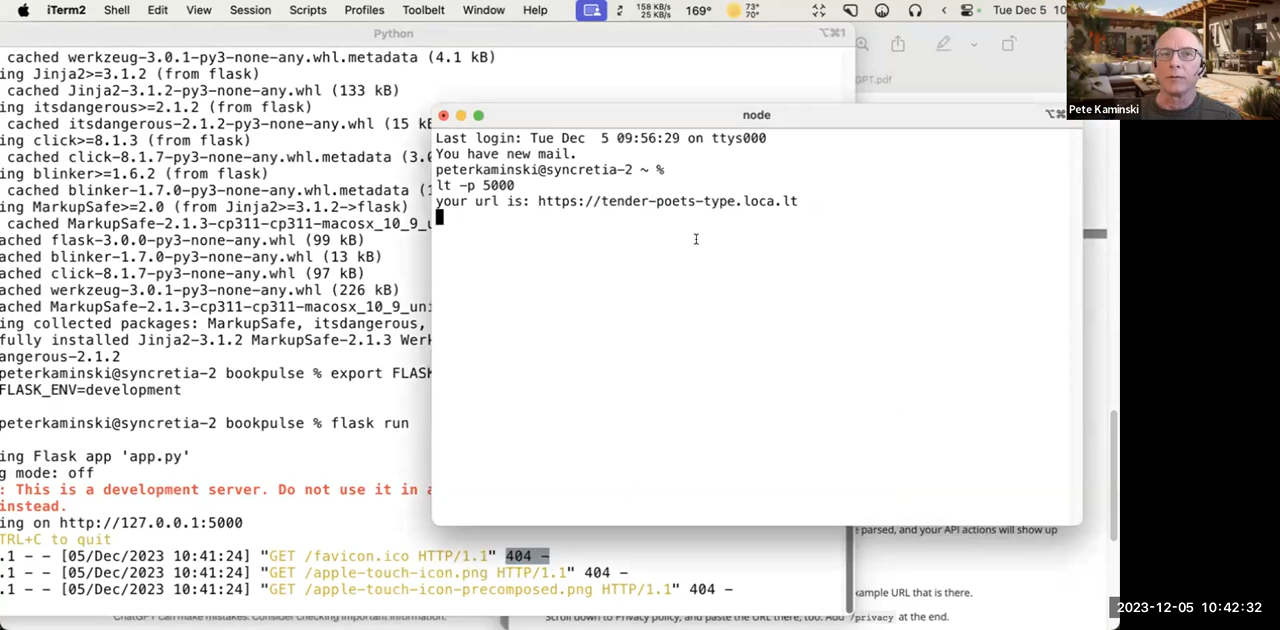 iTerm2 Shell Edit View Session Scripts Profiles Toolbelt Window Help 158 KB/s 25 KB/s 169° 73° 70° Tue Dec 5 10
Python ⌥⌘1
cached werkzeug-3.0.1-py3-none-any.whl.metadata (4.1 kB)
ing Jinja2>=3.1.2 (from flask)
cached Jinja2-3.1.2-py3-none-any.whl (133 kB)
ing itsdangerous>=2.1.2 (from flask)
cached itsdangerous-2.1.2-py3-none-any.whl (15 kB
ing click>=8.1.3 (from flask)
cached click-8.1.7-py3-none-any.whl.metadata (3.0
ing blinker>=1.6.2 (from flask)
cached blinker-1.7.0-py3-none-any.whl.metadata (1
ing MarkupSafe>=2.0 (from Jinja2>=3.1.2->flask)
cached MarkupSafe-2.1.3-cp311-cp311-macosx_10_9_u
ached flask-3.0.0-py3-none-any.whl (99 kB)
ached blinker-1.7.0-py3-none-any.whl (13 kB)
ached click-8.1.7-py3-none-any.whl (97 kB)
ached werkzeug-3.0.1-py3-none-any.whl (226 kB)
ached MarkupSafe-2.1.3-cp311-cp311-macosx_10_9_uni
ing collected packages: MarkupSafe, itsdangerous,
fully installed Jinja2-3.1.2 MarkupSafe-2.1.3 Werk
angerous-2.1.2
peterkaminski@syncretia-2 bookpulse % export FLASK
FLASK_ENV=development
peterkaminski@syncretia-2 bookpulse % flask run
ing Flask app 'app.py'
g mode: off
: This is a development server. Do not use it in a
instead.
ing on http://127.0.0.1:5000
TRL+C to quit
.1 - - [05/Dec/2023 10:41:24] "GET /favicon.ico HTTP/1.1" 404 -
.1 - - [05/Dec/2023 10:41:24] "GET /apple-touch-icon.png HTTP/1.1" 404 -
.1 - - [05/Dec/2023 10:41:24] "GET /apple-touch-icon-precomposed.png HTTP/1.1" 404 -
ChatGPT can make mistakes. Consider checking important information.
node ⌥⌘
Last login: Tue Dec 5 09:56:29 on ttys000
You have new mail.
peterkaminski@syncretia-2 ~ %
lt -p 5000
your url is: https://tender-poets-type.loca.lt
GPT.pdf
Pete Kaminski
parsed, and your API actions will show up
xample URL that is there.
Scroll down to Privacy policy, and paste the URL there, too. Add /privacy at the end.
2023-12-05 10:42:32